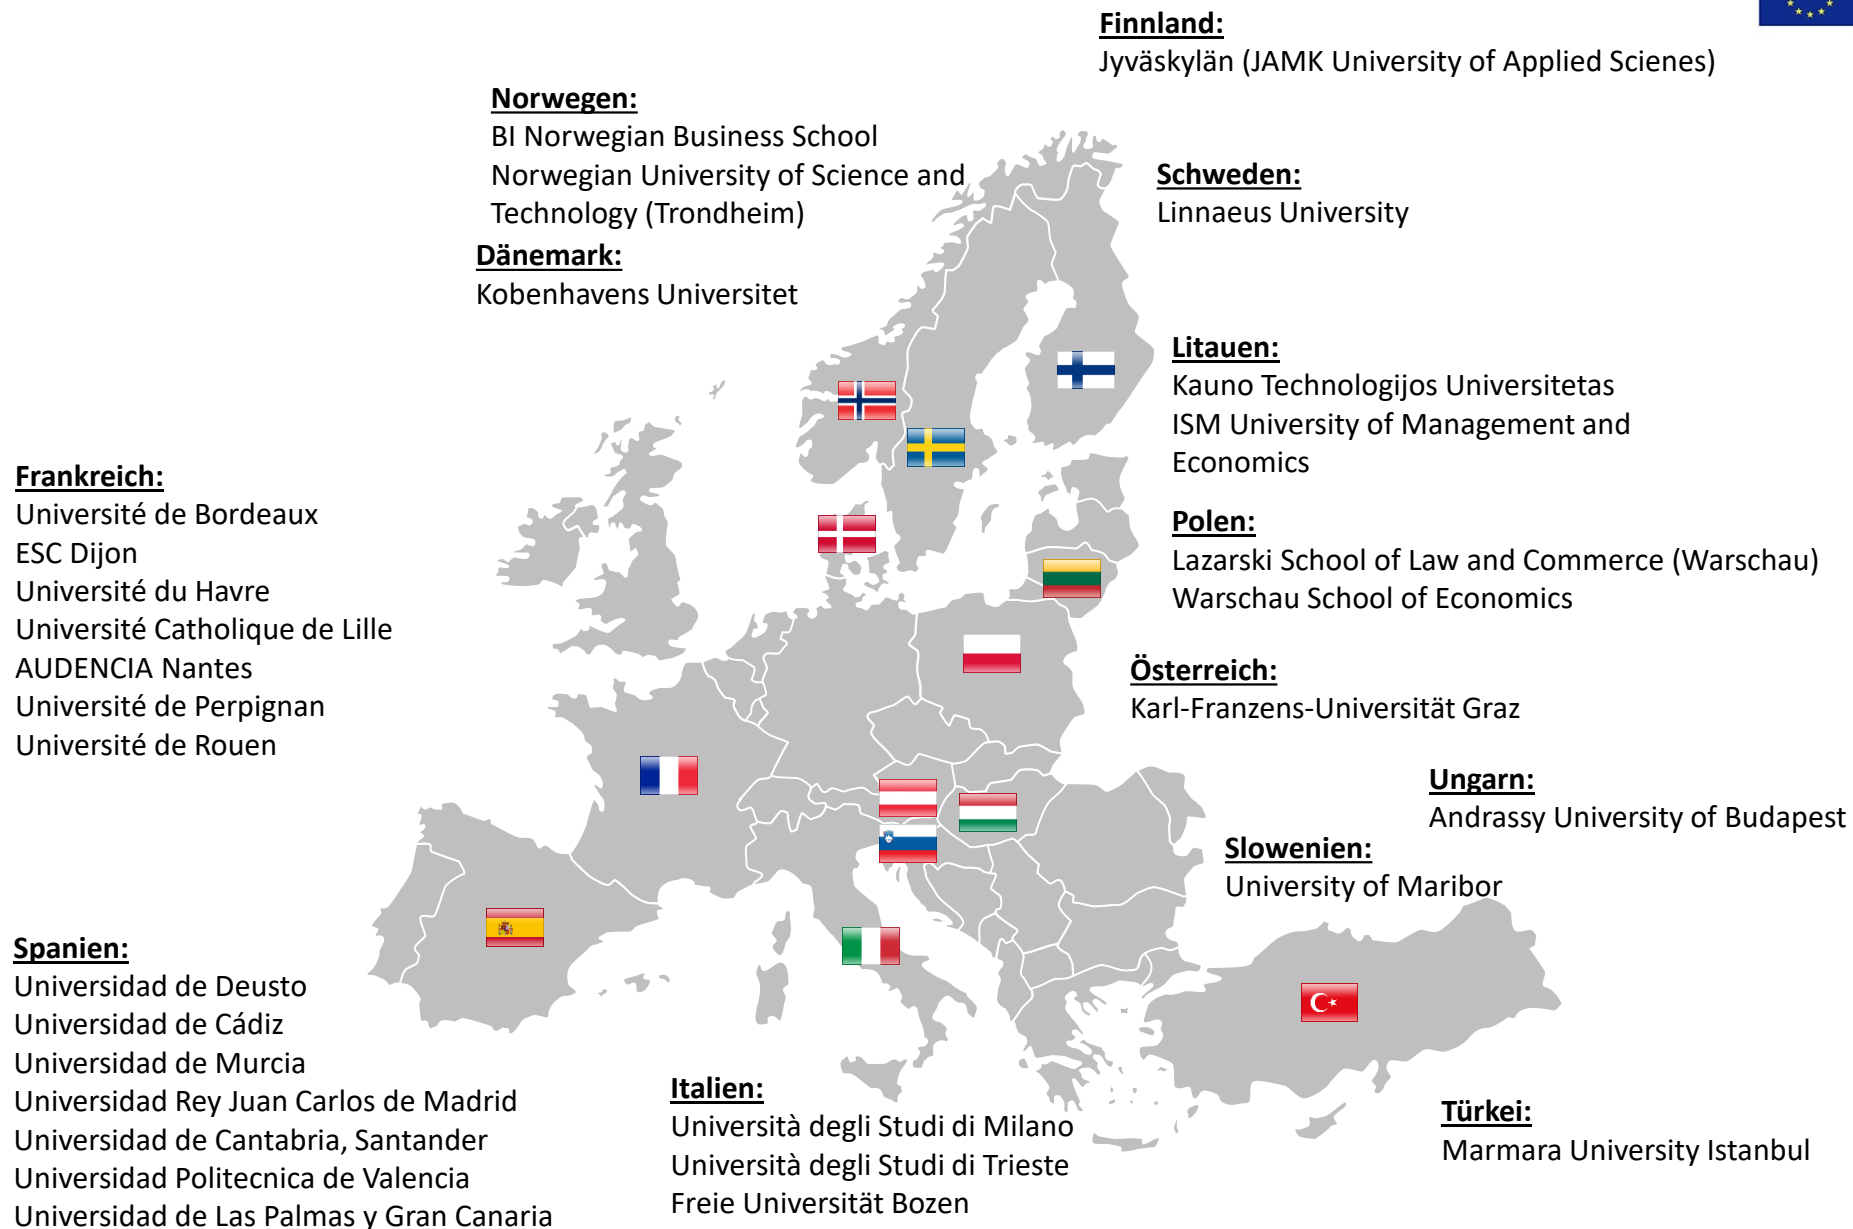 Finnland:
Jyväskylän (JAMK University of Applied Scienes)
Norwegen:
BI Norwegian Business School
Norwegian University of Science and
Technology (Trondheim)
Schweden:
Linnaeus University
Dänemark:
Kobenhavens Universitet
Litauen:
Kauno Technologijos Universitetas
ISM University of Management and
Economics
Frankreich:
Université de Bordeaux
ESC Dijon
Université du Havre
Université Catholique de Lille
AUDENCIA Nantes
Université de Perpignan
Université de Rouen
Polen:
Lazarski School of Law and Commerce (Warschau)
Warschau School of Economics
Österreich:
Karl-Franzens-Universität Graz
Ungarn:
Andrassy University of Budapest
Slowenien:
University of Maribor
Spanien:
Universidad de Deusto
Universidad de Cádiz
Universidad de Murcia
Universidad Rey Juan Carlos de Madrid
Universidad de Cantabria, Santander
Universidad Politecnica de Valencia
Universidad de Las Palmas y Gran Canaria
Italien:
Università degli Studi di Milano
Università degli Studi di Trieste
Freie Universität Bozen
Türkei:
Marmara University Istanbul